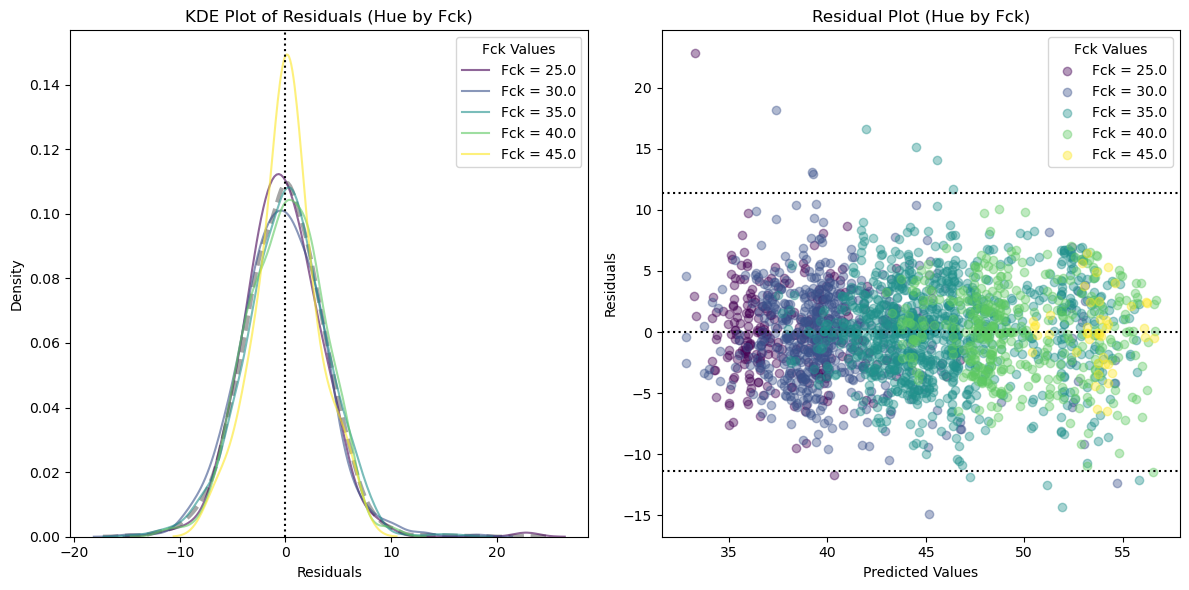 KDE Plot of Residuals (Hue by Fck)
Fck Values
Fck = 25.0
Fck = 30.0
Fck = 35.0
Fck = 40.0
Fck = 45.0
Density
0.14
0.12
0.10
0.08
0.06
0.04
0.02
0.00
−20
−10
0
10
20
Residuals
Residual Plot (Hue by Fck)
Fck Values
Fck = 25.0
Fck = 30.0
Fck = 35.0
Fck = 40.0
Fck = 45.0
Residuals
20
15
10
5
0
−5
−10
−15
35
40
45
50
55
Predicted Values